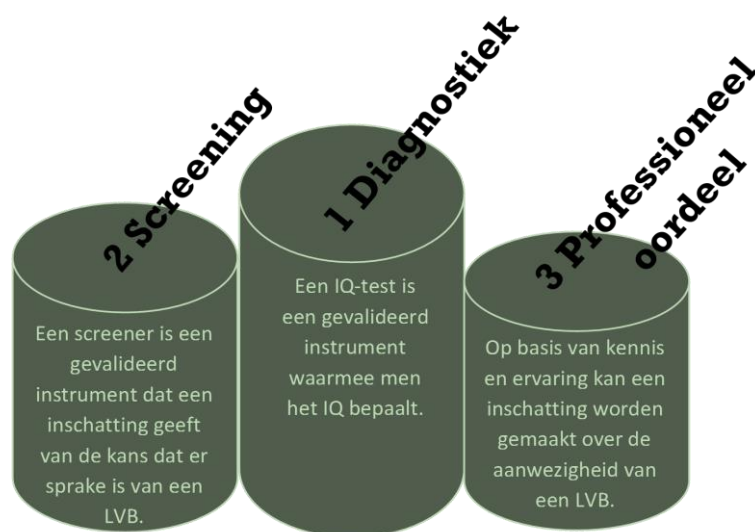 2 Screening
Een screener is een
gevalideerd
instrument dat een
inschatting geeft
van de kans dat er
sprake is van een
LVB.
1 Diagnostiek
Een IQ-test is
een gevalideerd
instrument
waarmee men
het IQ bepaalt.
3 Professioneel
oordeel
Op basis van kennis
en ervaring kan een
inschatting worden
gemaakt over de
aanwezigheid van
een LVB.